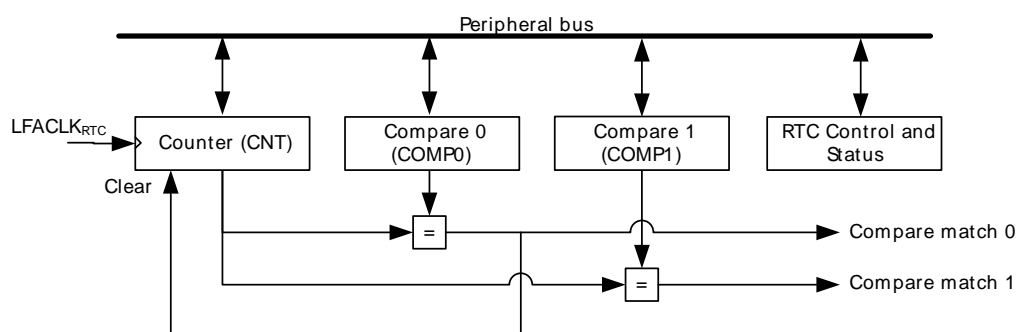 Peripheral bus
LFACLKRTC
Counter (CNT)
Compare 0
(COMP0)
Compare 1
(COMP1)
RTC Control and
Status
Clear
=
Compare match 0
=
Compare match 1